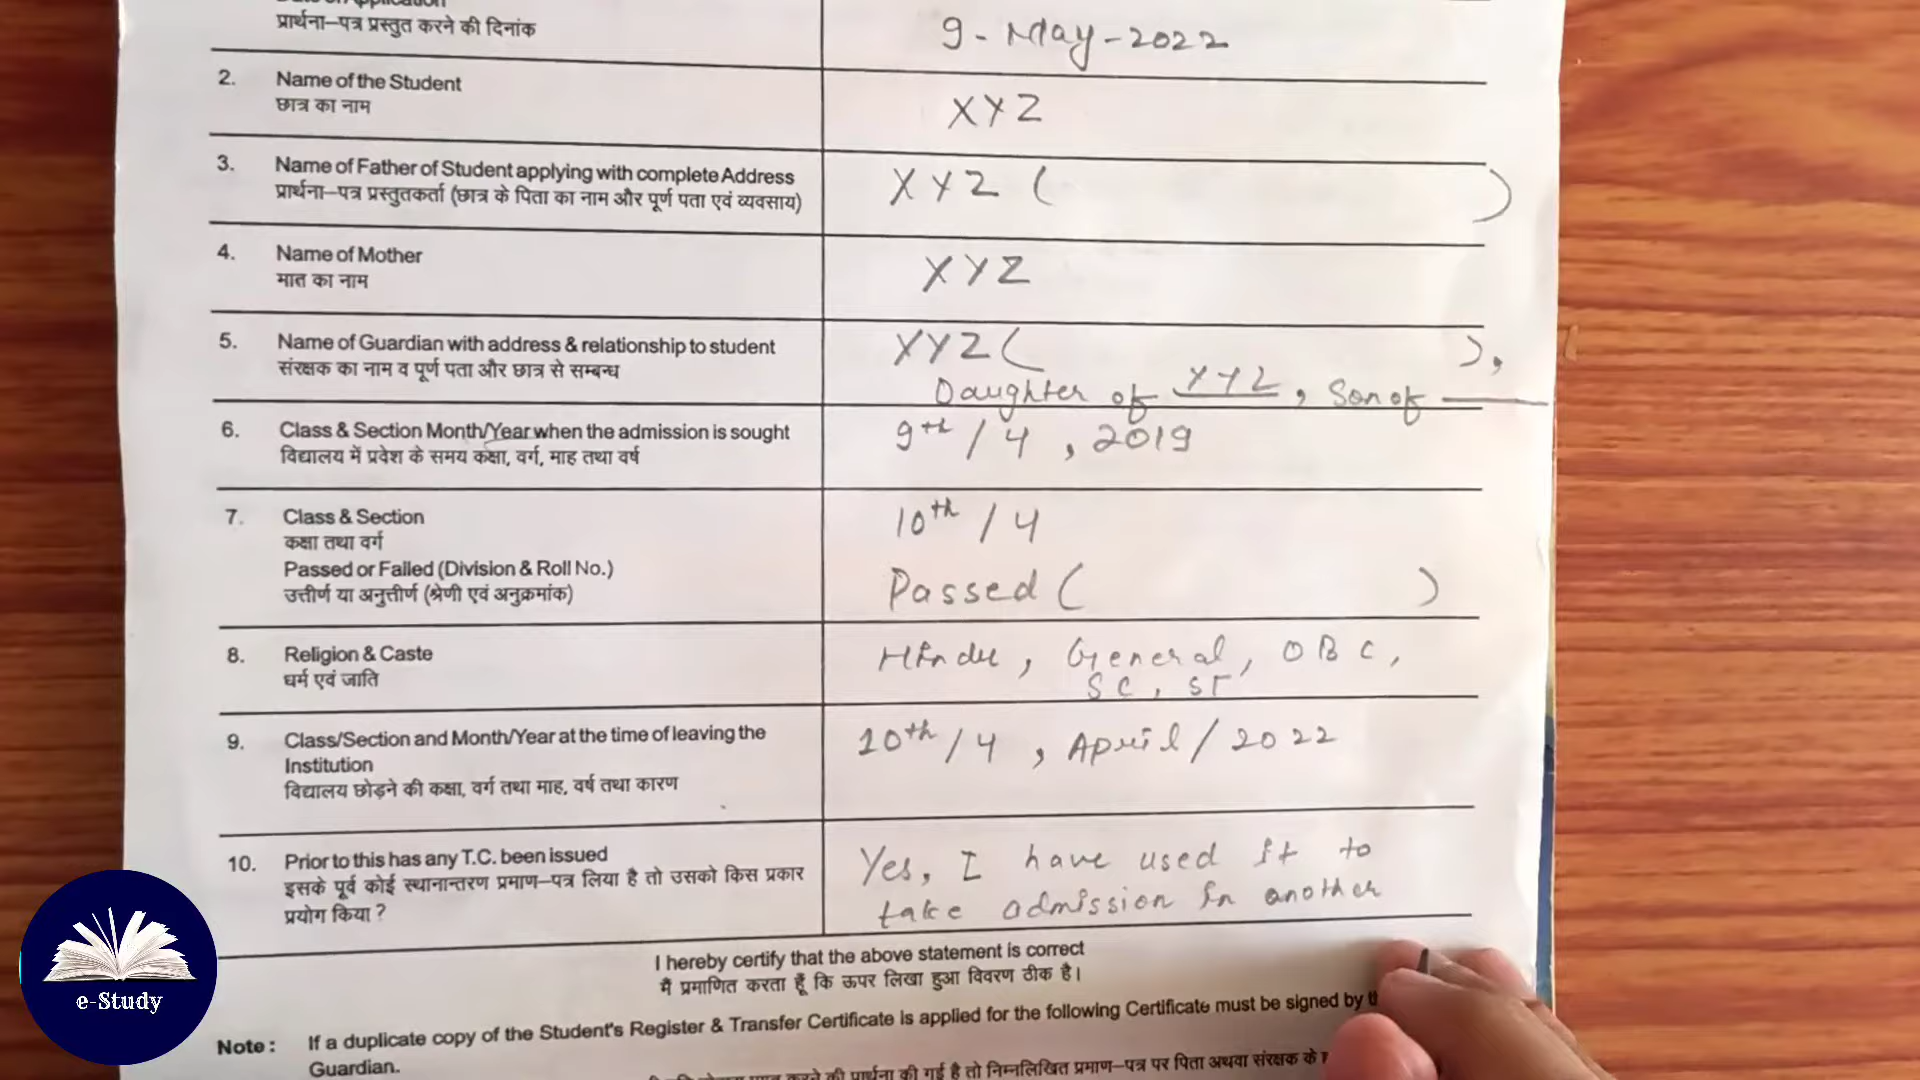 प्रार्थना–पत्र प्रस्तुत करने की दिनांक
9-May-2022
2. Name of the Student
छात्र का नाम
XYZ
3. Name of Father of Student applying with complete Address
प्रार्थना–पत्र प्रस्तुतकर्ता (छात्र के पिता का नाम और पूर्ण पता एवं व्यवसाय)
XYZ ( )
4. Name of Mother
मात का नाम
XYZ
5. Name of Guardian with address & relationship to student
संरक्षक का नाम व पूर्ण पता और छात्र से सम्बन्ध
XYZ ( ),
Daughter of XYZ, Son of
6. Class & Section Month/Year when the admission is sought
विद्यालय में प्रवेश के समय कक्षा, वर्ग, माह तथा वर्ष
9th / 4 , 2019
7. Class & Section
कक्षा तथा वर्ग
10th / 4
Passed or Failed (Division & Roll No.)
उत्तीर्ण या अनुत्तीर्ण (श्रेणी एवं अनुक्रमांक)
Passed ( )
8. Religion & Caste
धर्म एवं जाति
Hindu, General, OBC,
SC, ST
9. Class/Section and Month/Year at the time of leaving the
Institution
विद्यालय छोड़ने की कक्षा, वर्ग तथा माह, वर्ष तथा कारण
10th / 4 , April / 2022
10. Prior to this has any T.C. been issued
इसके पूर्व कोई स्थानान्तरण प्रमाण–पत्र लिया है तो उसको किस प्रकार
प्रयोग किया ?
Yes, I have used it to
take admission in another
I hereby certify that the above statement is correct
मै प्रमाणित करता हूँ कि ऊपर लिखा हुआ विवरण ठीक है।
Note : If a duplicate copy of the Student's Register & Transfer Certificate is applied for the following Certificate must be signed by
Guardian.
की प्रार्थना की गई है तो निम्नलिखित प्रमाण–पत्र पर पिता अथवा संरक्षक के
e-Study